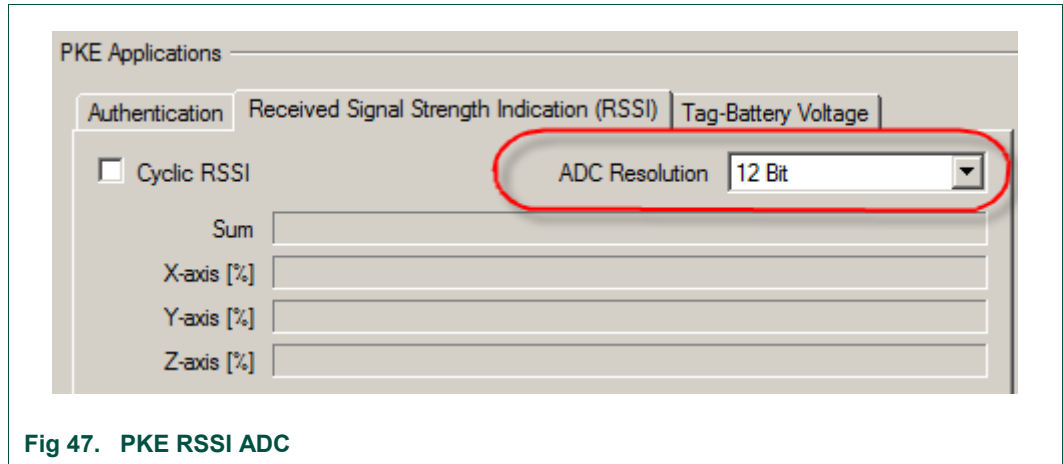 PKE Applications
Authentication Received Signal Strength Indication (RSSI) Tag-Battery Voltage
Cyclic RSSI ADC Resolution 12 Bit
Sum
X-axis [%]
Y-axis [%]
Z-axis [%]
Fig 47. PKE RSSI ADC